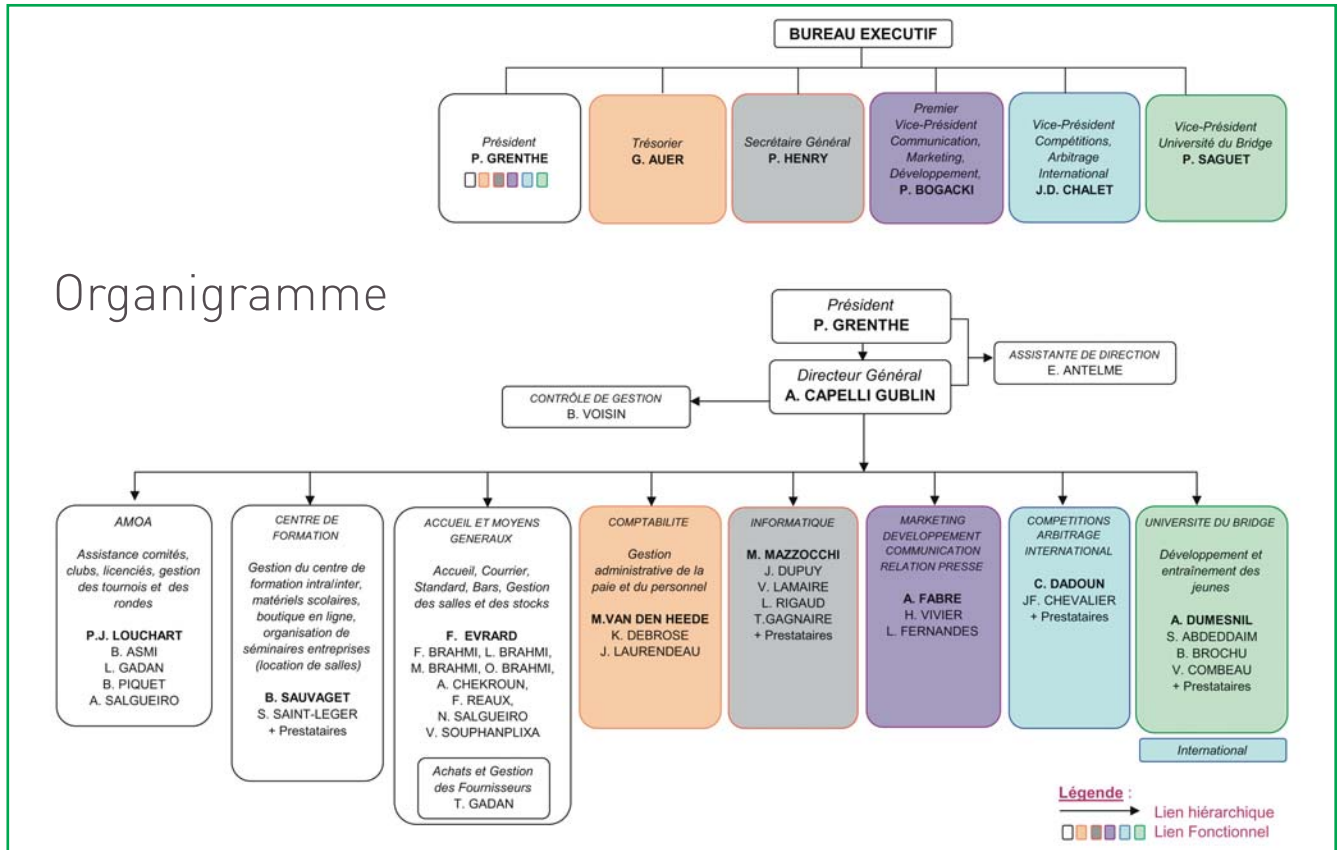 BUREAU EXECUTIF
Président
P. GRENTHE
Trésorier
G. AUER
Secrétaire Général
P. HENRY
Premier
Vice-Président
Communication,
Marketing,
Développement,
P. BOGACKI
Vice-Président
Compétitions,
Arbitrage
International
J.D. CHALET
Vice-Président
Université du Bridge
P. SAGUET
Organigramme
Président
P. GRENTHE
Directeur Général
A. CAPELLI GUBLIN
ASSISTANTE DE DIRECTION
E. ANTELME
CONTRÔLE DE GESTION
B. VOISIN
AMOA
Assistance comités,
clubs, licenciés, gestion
des tournois et des
rondes
P.J. LOUCHART
B. ASMI
L. GADAN
B. PIQUET
A. SALGUEIRO
CENTRE DE
FORMATION
Gestion du centre de
formation intra/inter,
matériels scolaires,
boutique en ligne,
organisation de
séminaires entreprises
(location de salles)
B. SAUVAGET
S. SAINT-LEGER
+ Prestataires
ACCUEIL ET MOYENS
GENERAUX
Accueil, Courrier,
Standard, Bars, Gestion
des salles et des stocks
F. EVRARD
F. BRAHMI, L. BRAHMI,
M. BRAHMI, O. BRAHMI,
A. CHEKROUN,
F. REAUX,
N. SALGUEIRO
V. SOUPHANPLIXA
Achats et Gestion
des Fournisseurs
T. GADAN
COMPTABILITE
Gestion
administrative de la
paie et du personnel
M.VAN DEN HEEDE
K. DEBROSE
J. LAURENDEAU
INFORMATIQUE
M. MAZZOCCHI
J. DUPUY
V. LAMAIRE
L. RIGAUD
T.GAGNAIRE
+ Prestataires
MARKETING
DEVELOPPEMENT
COMMUNICATION
RELATION PRESSE
A. FABRE
H. VIVIER
L. FERNANDES
COMPETITIONS
ARBITRAGE
INTERNATIONAL
C. DADOUN
JF. CHEVALIER
+ Prestataires
UNIVERSITE DU BRIDGE
Développement et
entraînement des
jeunes
A. DUMESNIL
S. ABDEDDAIM
B. BROCHU
V. COMBEAU
+ Prestataires
International
Légende :
Lien hiérarchique
Lien Fonctionnel